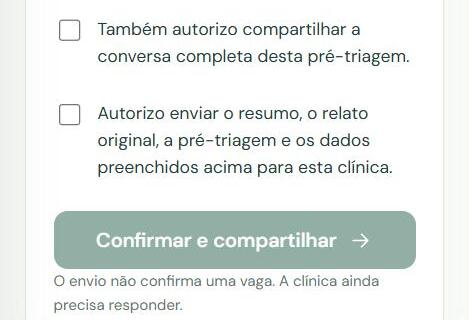 Também autorizo compartilhar a
conversa completa desta pré-triagem.
Autorizo enviar o resumo, o relato
original, a pré-triagem e os dados
preenchidos acima para esta clínica.
Confirmar e compartilhar →
O envio não confirma uma vaga. A clínica ainda
precisa responder.